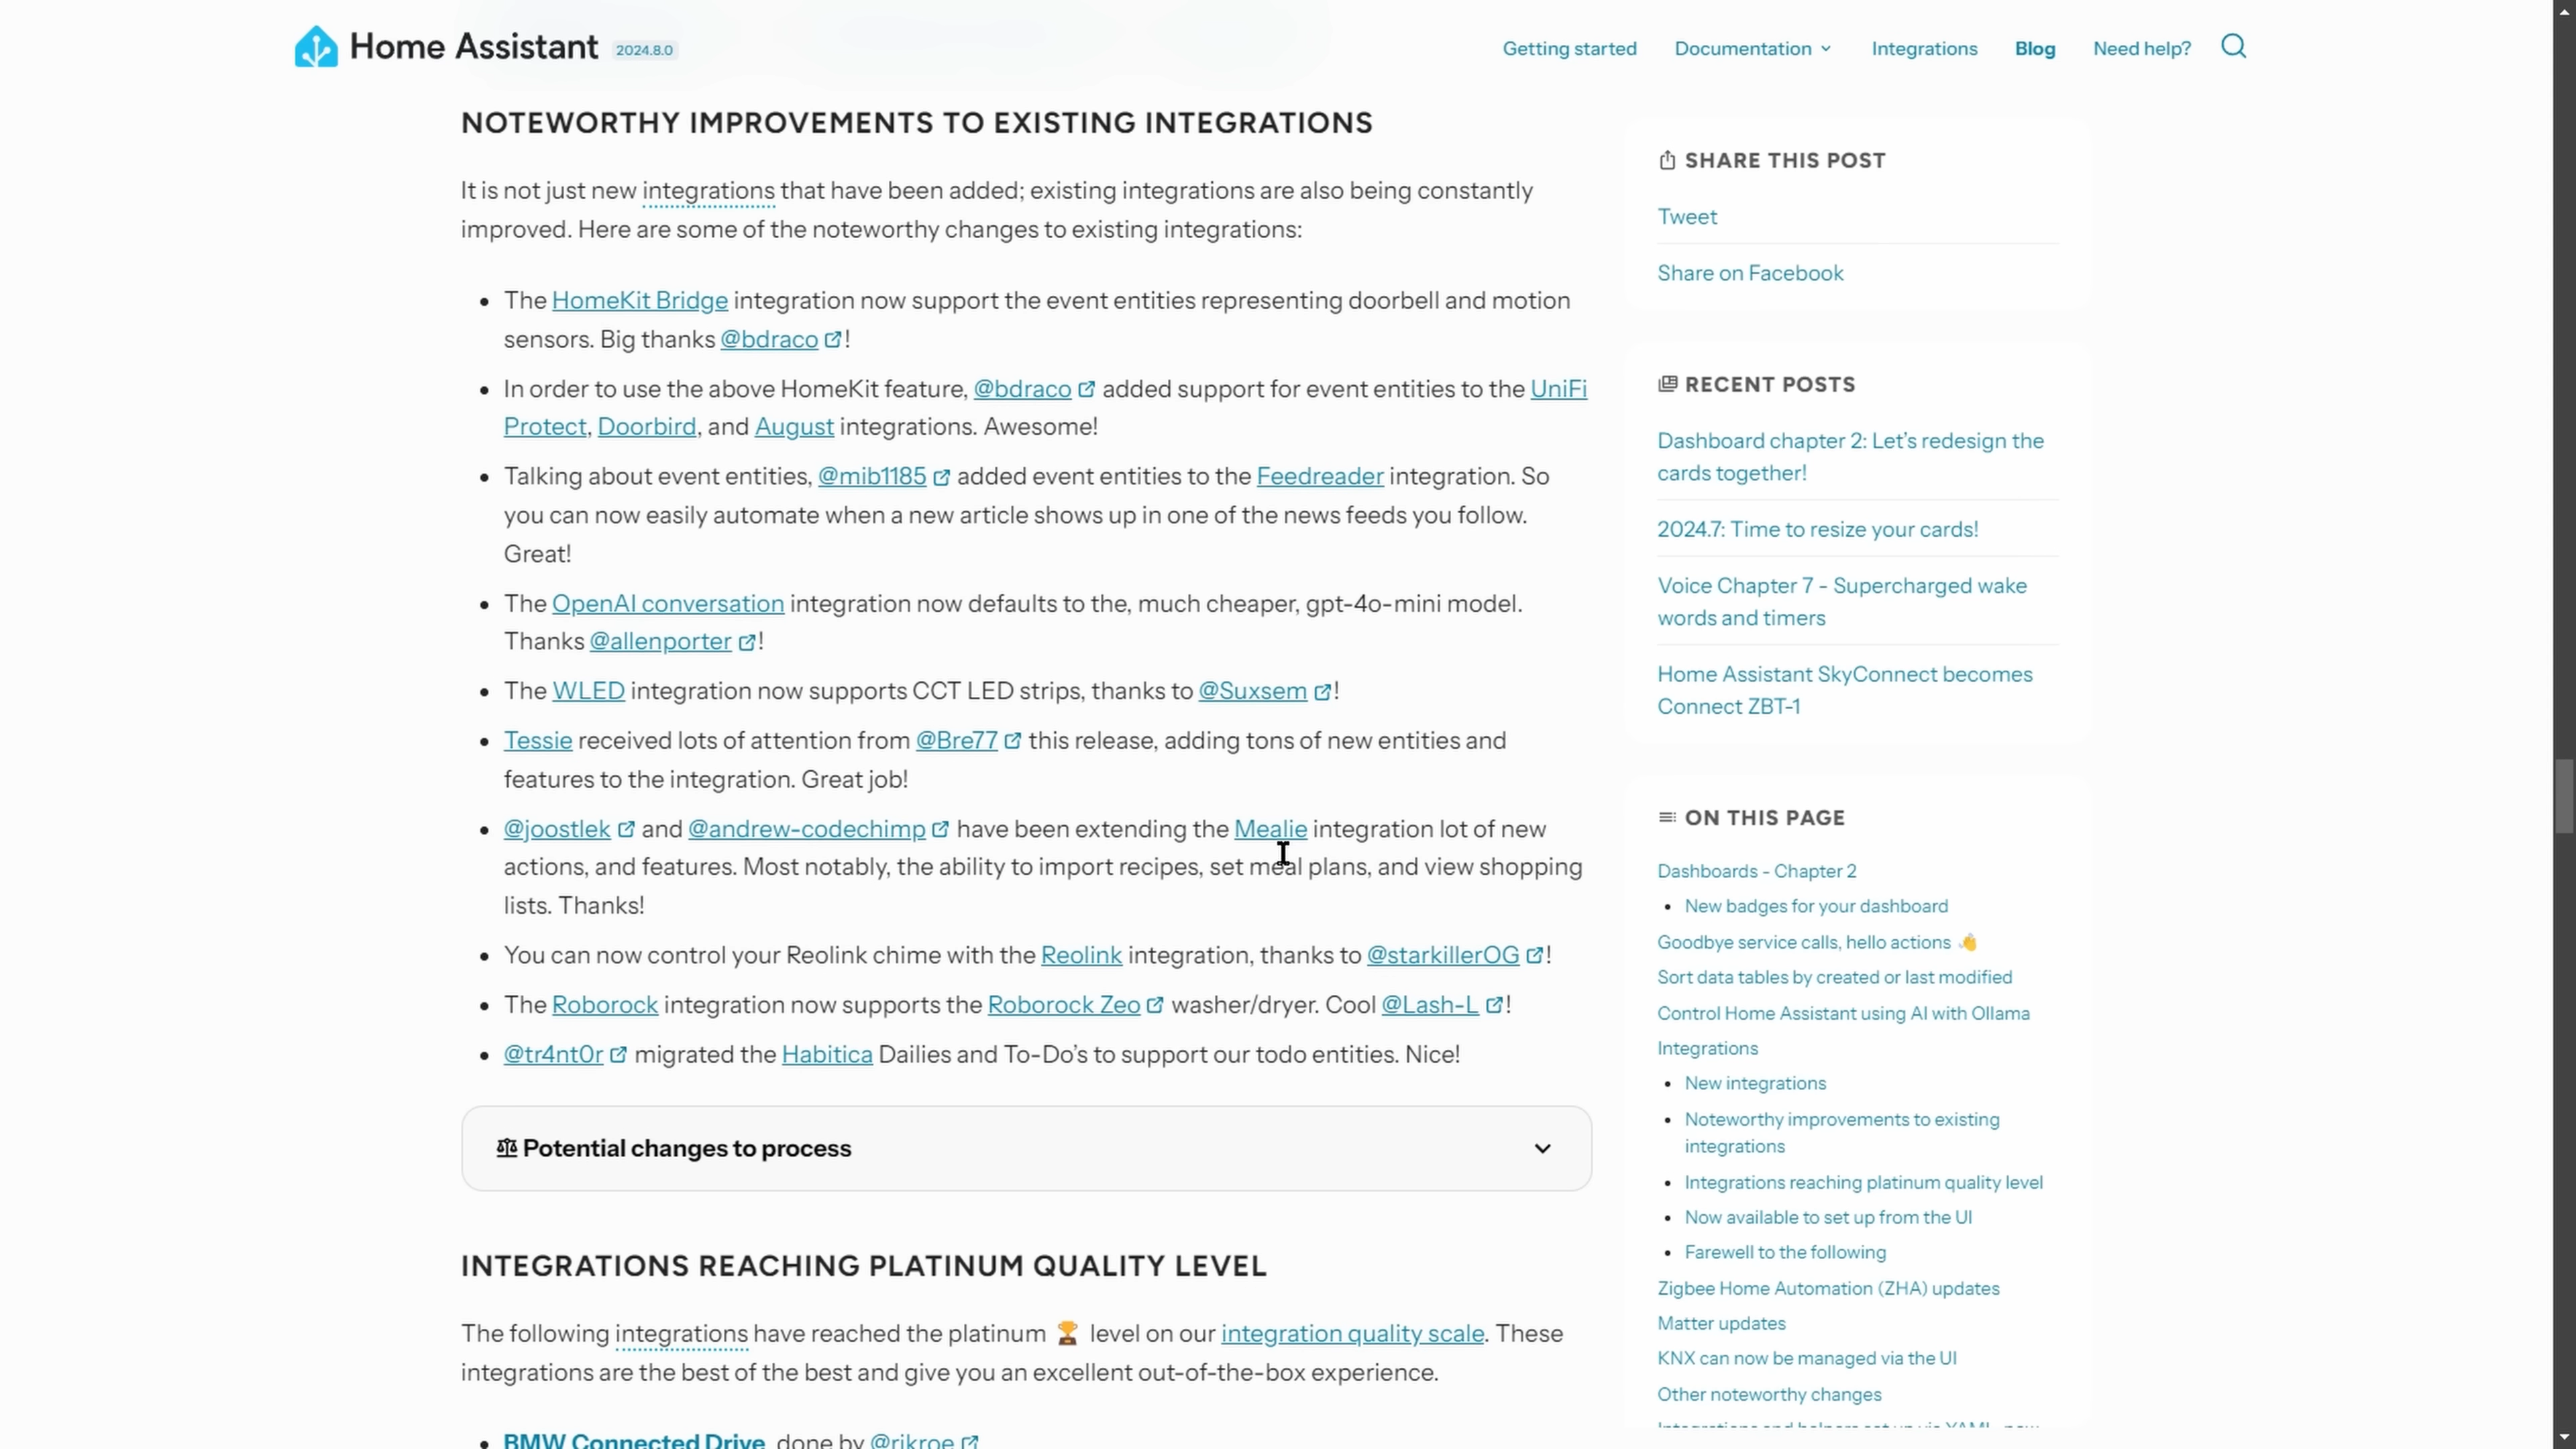 Home Assistant 2024.8.0
Getting started Documentation Integrations Blog Need help?
NOTEWORTHY IMPROVEMENTS TO EXISTING INTEGRATIONS
It is not just new integrations that have been added; existing integrations are also being constantly
improved. Here are some of the noteworthy changes to existing integrations:
• The HomeKit Bridge integration now support the event entities representing doorbell and motion
sensors. Big thanks @bdraco !
• In order to use the above HomeKit feature, @bdraco added support for event entities to the UniFi
Protect, Doorbird, and August integrations. Awesome!
• Talking about event entities, @mib1185 added event entities to the Feedreader integration. So
you can now easily automate when a new article shows up in one of the news feeds you follow.
Great!
• The OpenAI conversation integration now defaults to the, much cheaper, gpt-4o-mini model.
Thanks @allenporter !
• The WLED integration now supports CCT LED strips, thanks to @Suxsem !
• Tessie received lots of attention from @Bre77 this release, adding tons of new entities and
features to the integration. Great job!
• @joostlek and @andrew-codechimp have been extending the Mealie integration lot of new
actions, and features. Most notably, the ability to import recipes, set meal plans, and view shopping
lists. Thanks!
• You can now control your Reolink chime with the Reolink integration, thanks to @starkillerOG !
• The Roborock integration now supports the Roborock Zeo washer/dryer. Cool @Lash-L !
• @tr4nt0r migrated the Habitica Dailies and To-Do's to support our todo entities. Nice!
Potential changes to process
INTEGRATIONS REACHING PLATINUM QUALITY LEVEL
The following integrations have reached the platinum 🏆 level on our integration quality scale. These
integrations are the best of the best and give you an excellent out-of-the-box experience.
• BMW Connected Drive, done by @rikroe
SHARE THIS POST
Tweet
Share on Facebook
RECENT POSTS
Dashboard chapter 2: Let's redesign the
cards together!
2024.7: Time to resize your cards!
Voice Chapter 7 - Supercharged wake
words and timers
Home Assistant SkyConnect becomes
Connect ZBT-1
ON THIS PAGE
Dashboards - Chapter 2
• New badges for your dashboard
Goodbye service calls, hello actions 👋
Sort data tables by created or last modified
Control Home Assistant using AI with Ollama
Integrations
• New integrations
• Noteworthy improvements to existing
integrations
• Integrations reaching platinum quality level
• Now available to set up from the UI
• Farewell to the following
Zigbee Home Automation (ZHA) updates
Matter updates
KNX can now be managed via the UI
Other noteworthy changes